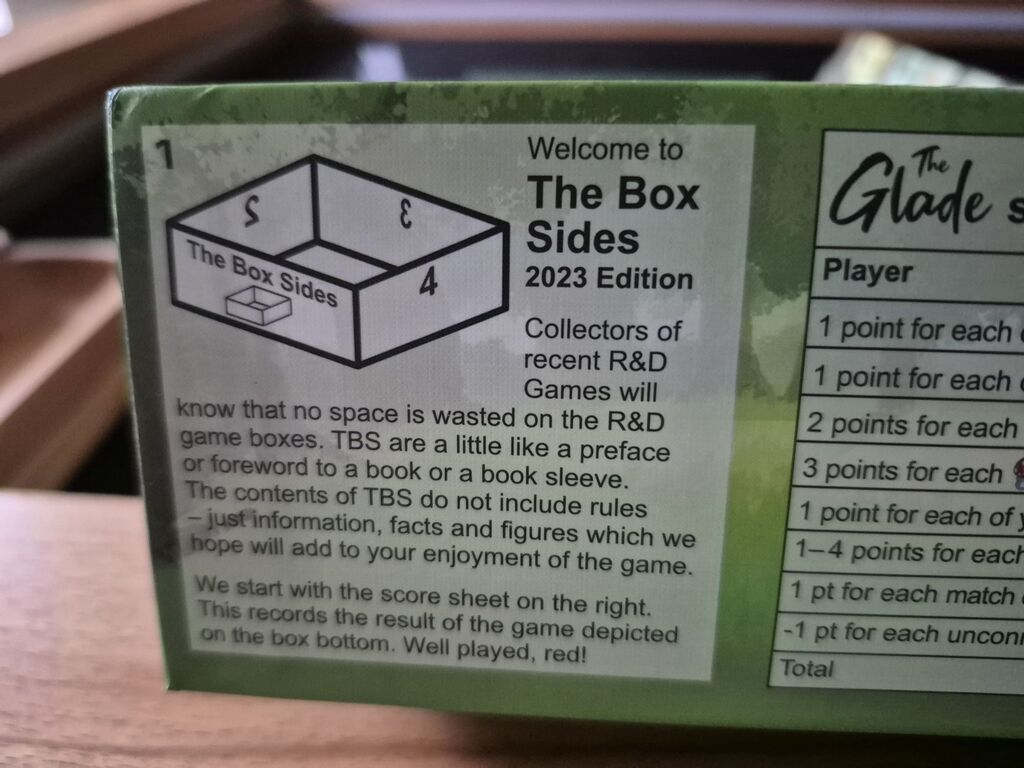 1
2
3
4
The Box Sides
Welcome to
The Box
Sides
2023 Edition
Collectors of
recent R&D
Games will
know that no space is wasted on the R&D
game boxes. TBS are a little like a preface
or foreword to a book or a book sleeve.
The contents of TBS do not include rules
– just information, facts and figures which we
hope will add to your enjoyment of the game.
We start with the score sheet on the right.
This records the result of the game depicted
on the box bottom. Well played, red!
The Glade
Player
1 point for each
1 point for each
2 points for each
3 points for each
1 point for each of
1–4 points for each
1 pt for each match
-1 pt for each
Total